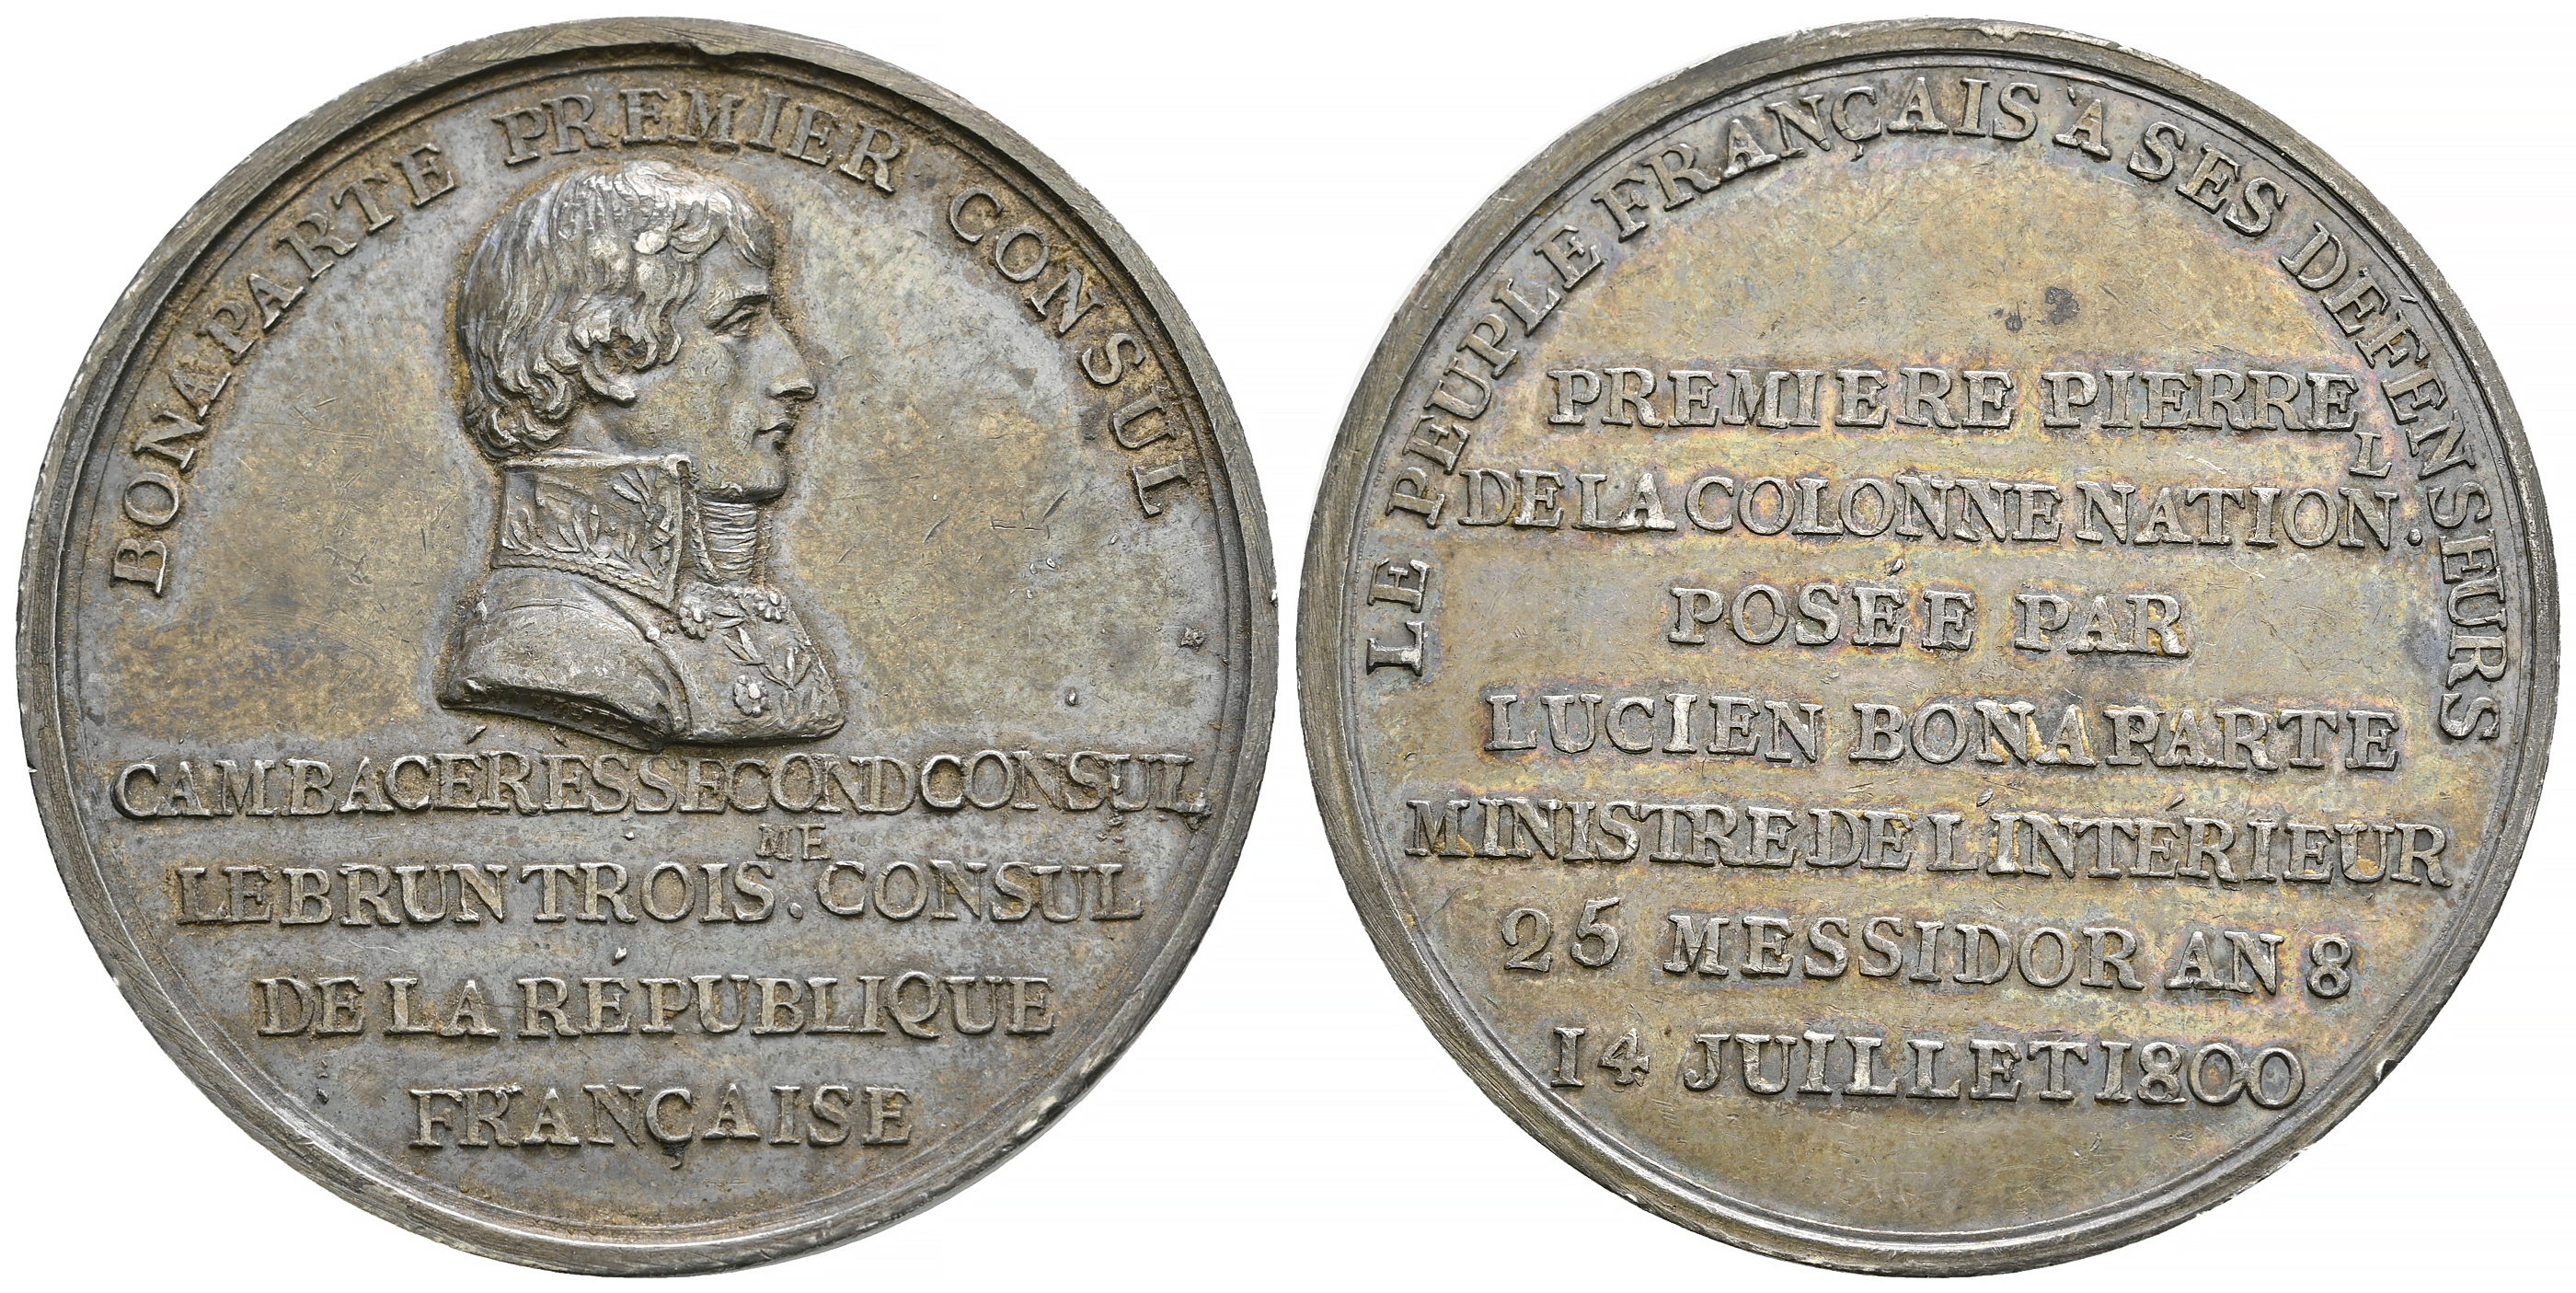 BONAPARTE PREMIER CONSUL
CAMBACÉRÈS SECOND CONSUL
LEBRUN TROIS.ME CONSUL
DE LA RÉPUBLIQUE
FRANÇAISE
LE PEUPLE FRANÇAIS À SES DÉFENSEURS
PREMIERE PIERRE
DE LA COLONNE NATION.L
POSÉE PAR
LUCIEN BONAPARTE
MINISTRE DE L'INTÉRIEUR
25 MESSIDOR AN 8
14 JUILLET 1800